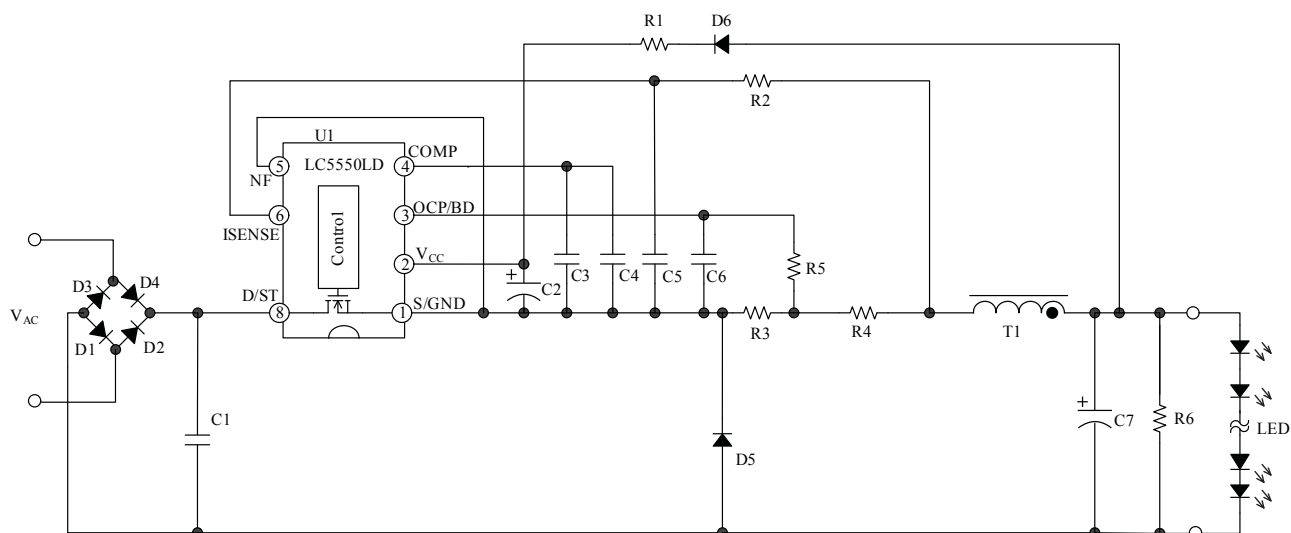 R1
D6
R2
U1
LC5550LD
COMP
4
5
NF
OCP/BD
3
6
ISENSE
Control
VCC
2
R5
D3
D4
D/ST
8
S/GND
1
+
C2
C3
C4
C5
C6
VAC
D1
D2
R3
R4
T1
C1
D5
+
C7
R6
LED